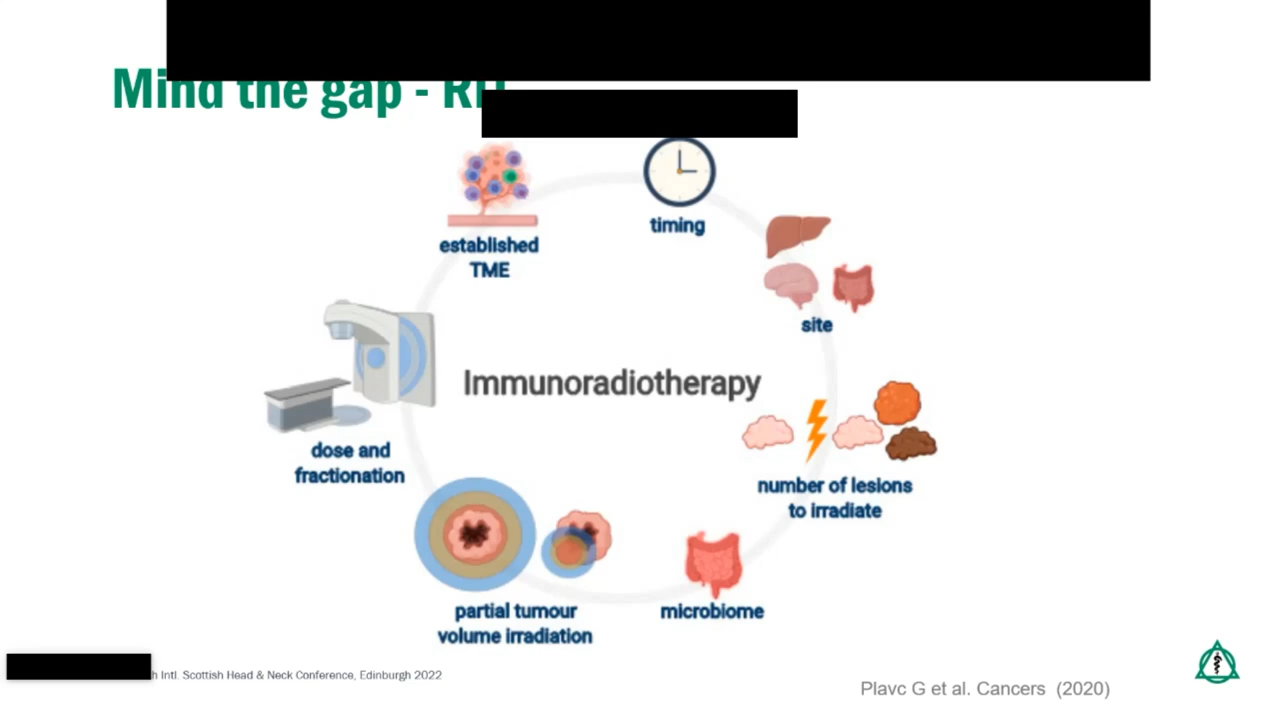 Mind the gap -
timing
established
TME
site
Immunoradiotherapy
dose and
fractionation
number of lesions
to irradiate
partial tumour
volume irradiation
microbiome
Intl. Scottish Head & Neck Conference, Edinburgh 2022
Plavc G et al. Cancers (2020)